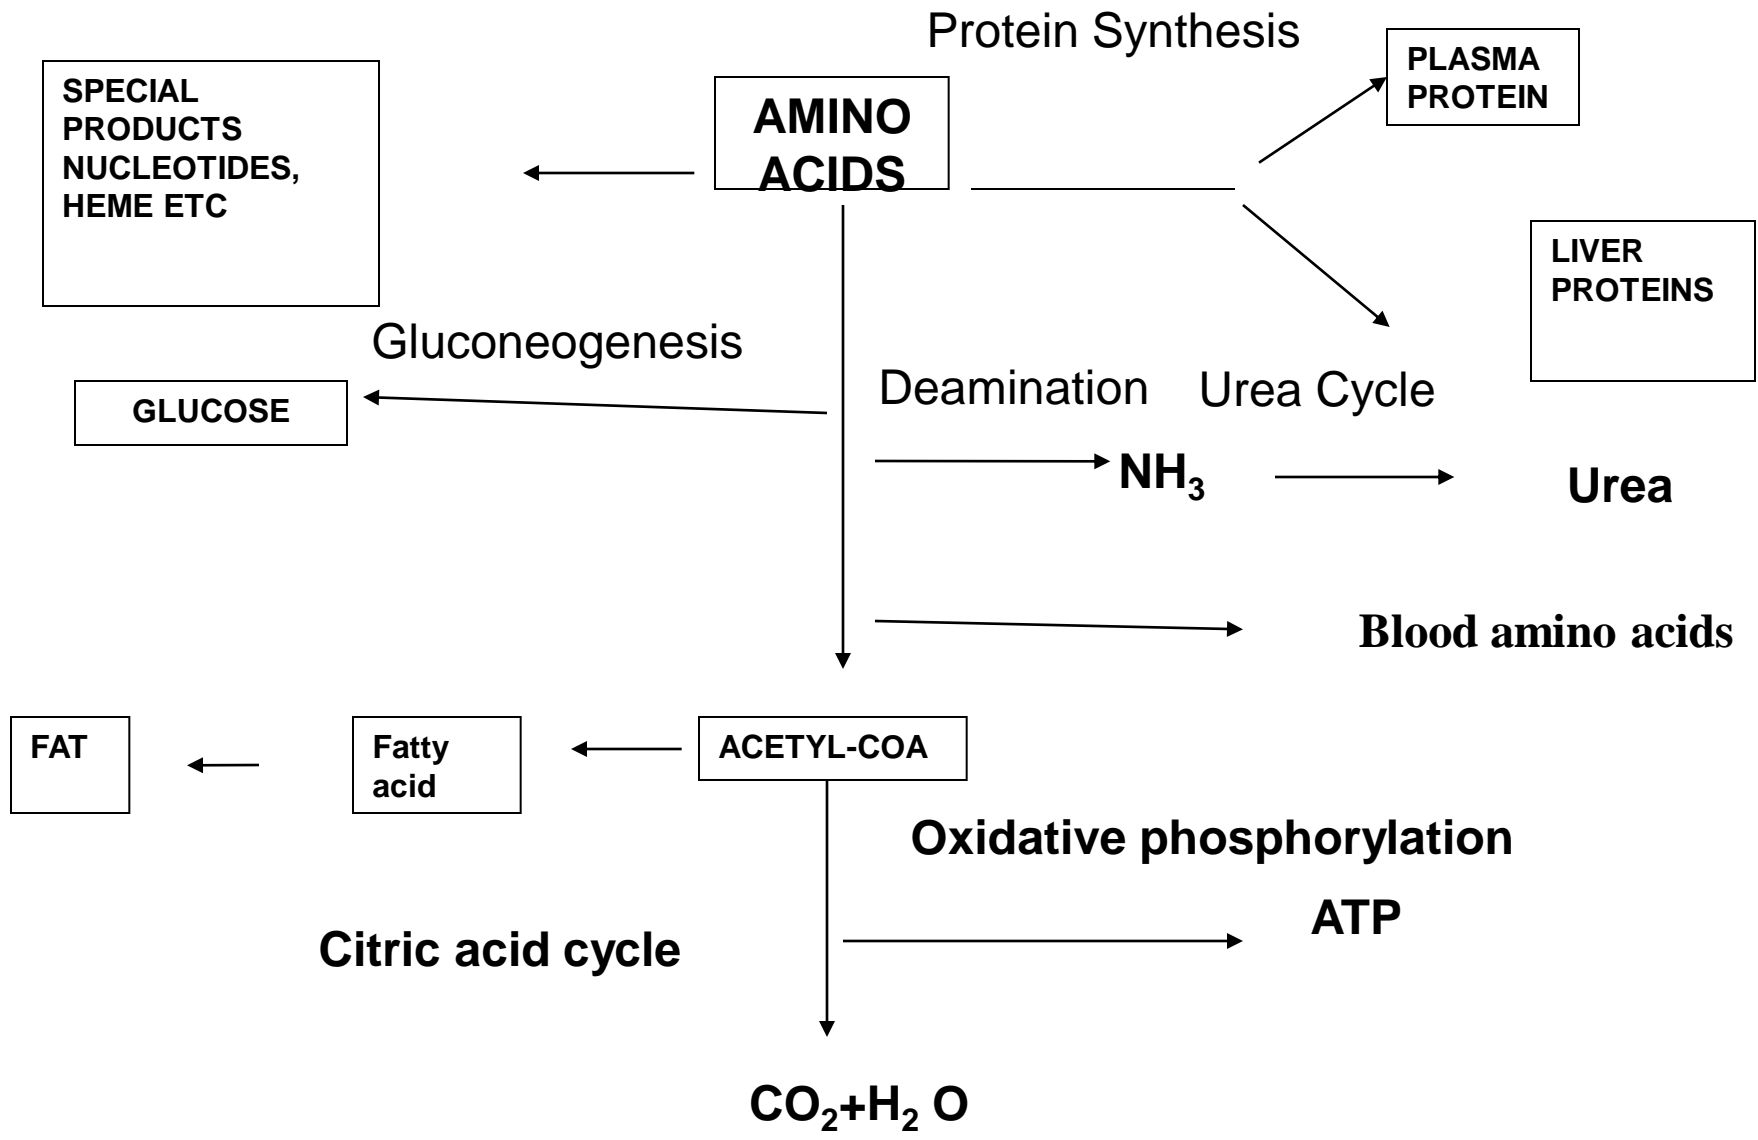 Protein Synthesis
PLASMA
PROTEIN
SPECIAL
PRODUCTS
NUCLEOTIDES,
HEME ETC
AMINO
ACIDS
LIVER
PROTEINS
Gluconeogenesis
GLUCOSE
Deamination
Urea Cycle
NH₃
Urea
Blood amino acids
FAT
Fatty
acid
ACETYL-COA
Oxidative phosphorylation
ATP
Citric acid cycle
CO₂+H₂ O